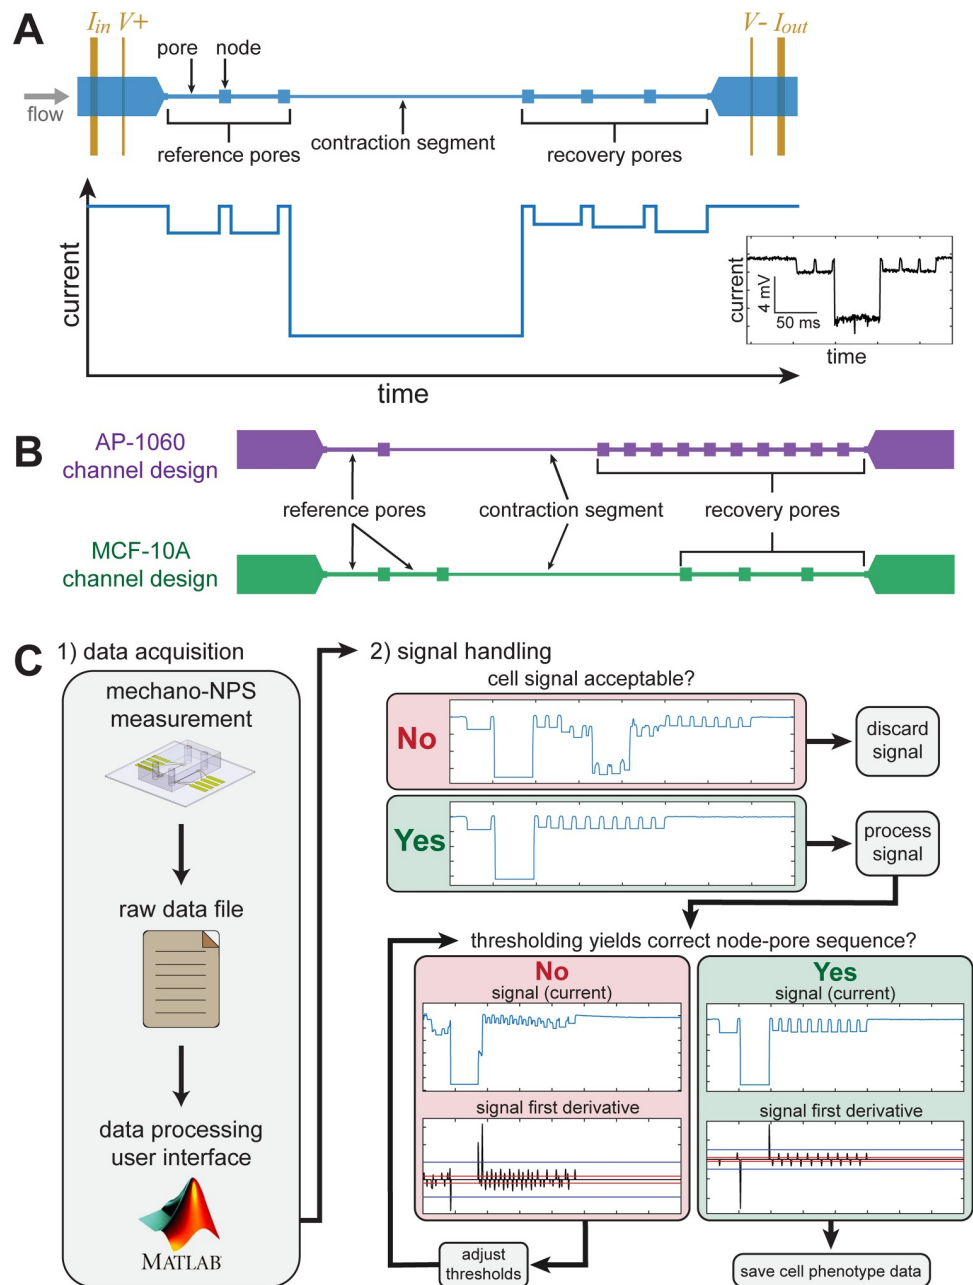 A
I_in V+
V- I_out
pore
node
flow
reference pores
contraction segment
recovery pores
current
time
current
4 mV
50 ms
time
B
AP-1060
channel design
reference pores
contraction segment
recovery pores
MCF-10A
channel design
C
1) data acquisition
mechano-NPS
measurement
raw data file
data processing
user interface
MATLAB
2) signal handling
cell signal acceptable?
No
discard
signal
Yes
process
signal
thresholding yields correct node-pore sequence?
No
signal (current)
signal first derivative
adjust
thresholds
Yes
signal (current)
signal first derivative
save cell phenotype data